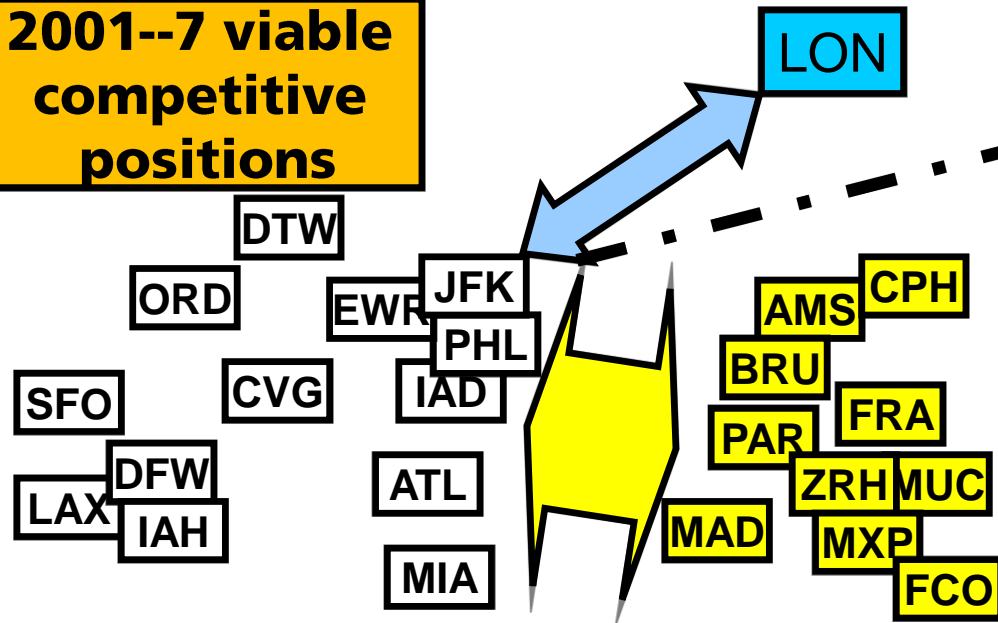 2001--7 viable
competitive
positions
LON
DTW
ORD
EWR
JFK
PHL
AMS
CPH
BRU
SFO
CVG
IAD
PAR
FRA
LAX
DFW
IAH
ATL
MAD
ZRH
MUC
MXP
MIA
FCO